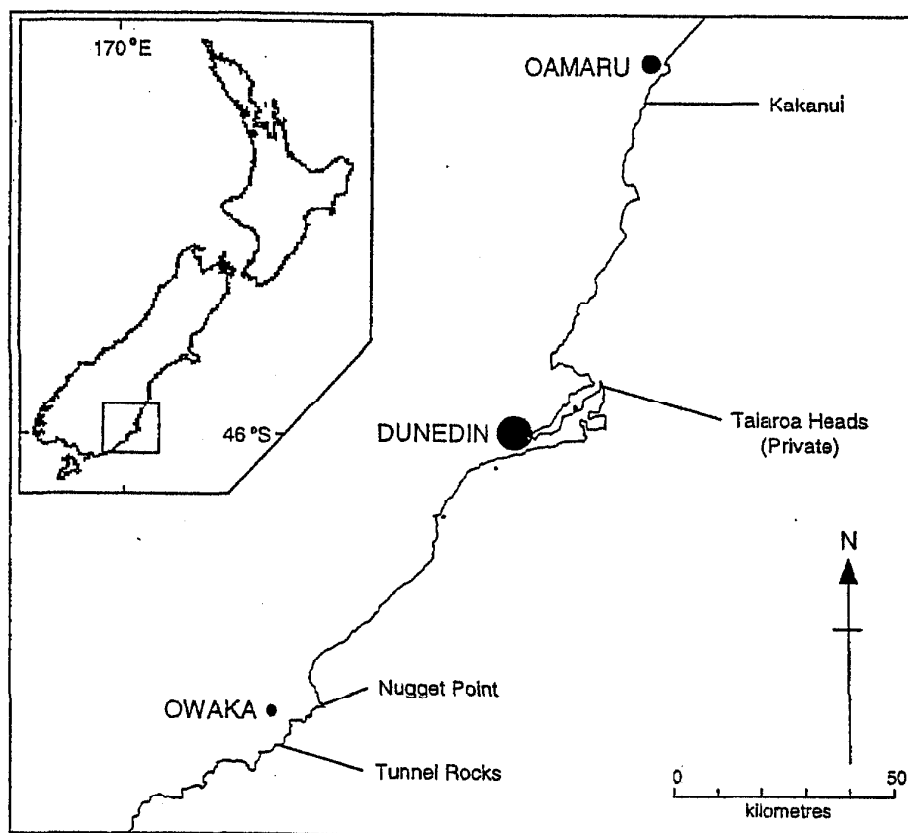 170°E
OAMARU
Kakanui
46°S
DUNEDIN
Taiaroa Heads
(Private)
N
Nugget Point
OWAKA
Tunnel Rocks
0 50
kilometres